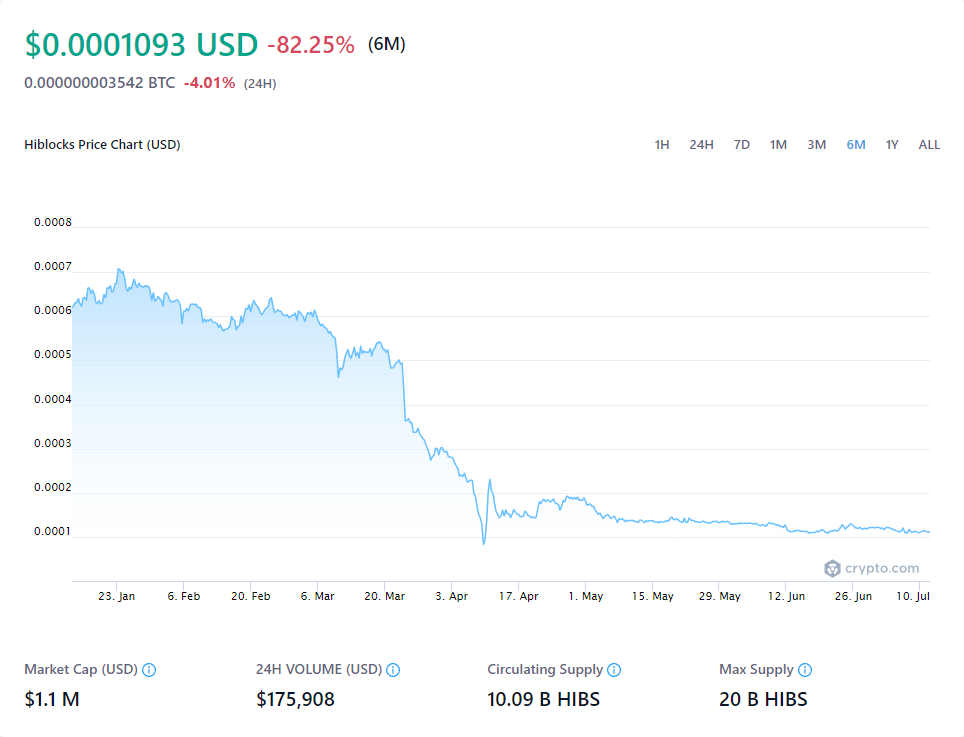 $0.0001093 USD -82.25% (6M)
0.000000003542 BTC -4.01% (24H)
Hiblocks Price Chart (USD) 1H 24H 7D 1M 3M 6M 1Y ALL
0.0008
0.0007
0.0006
0.0005
0.0004
0.0003
0.0002
0.0001
crypto.com
23. Jan 6. Feb 20. Feb 6. Mar 20. Mar 3. Apr 17. Apr 1. May 15. May 29. May 12. Jun 26. Jun 10. Jul
Market Cap (USD) 24H VOLUME (USD) Circulating Supply Max Supply
$1.1 M $175,908 10.09 B HIBS 20 B HIBS